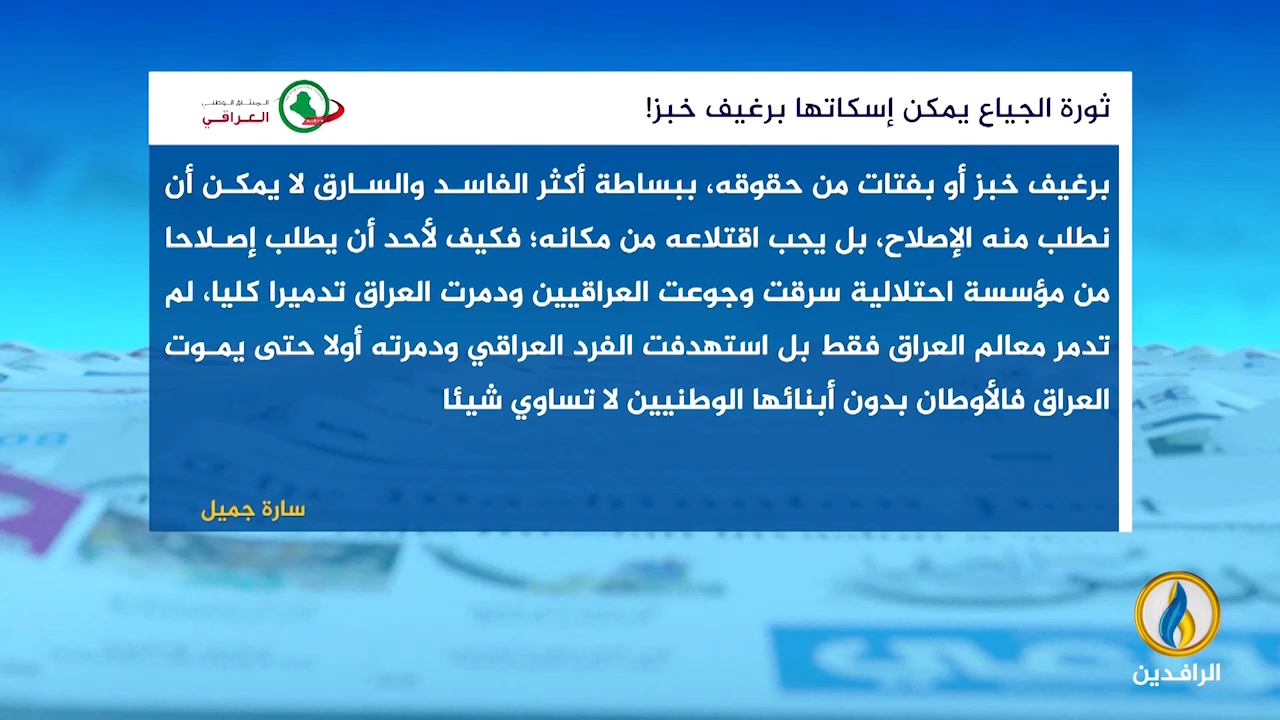 ثورة الجياع يمكن إسكاتها برغيف خبز!
الميثاق الوطني
العراقي
برغيف خبز أو بفتات من حقوقه، ببساطة أكثر الفاسد والسارق لا يمكن أن
نطلب منه الإصلاح، بل يجب اقتلاعه من مكانه؛ فكيف لأحد أن يطلب إصلاحا
من مؤسسة احتلالية سرقت وجوعت العراقيين ودمرت العراق تدميرا كليا، لم
تدمر معالم العراق فقط بل استهدفت الفرد العراقي ودمرته أولا حتى يموت
العراق فالأوطان بدون أبنائها الوطنيين لا تساوي شيئا
سارة جميل
الرافدين